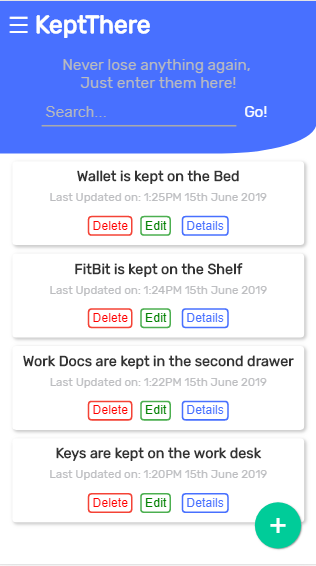 ☰ KeptThere
Never lose anything again,
Just enter them here!
Search... Go!
Wallet is kept on the Bed
Last Updated on: 1:25PM 15th June 2019
Delete Edit Details
FitBit is kept on the Shelf
Last Updated on: 1:24PM 15th June 2019
Delete Edit Details
Work Docs are kept in the second drawer
Last Updated on: 1:22PM 15th June 2019
Delete Edit Details
Keys are kept on the work desk
Last Updated on: 1:20PM 15th June 2019
Delete Edit Details
+